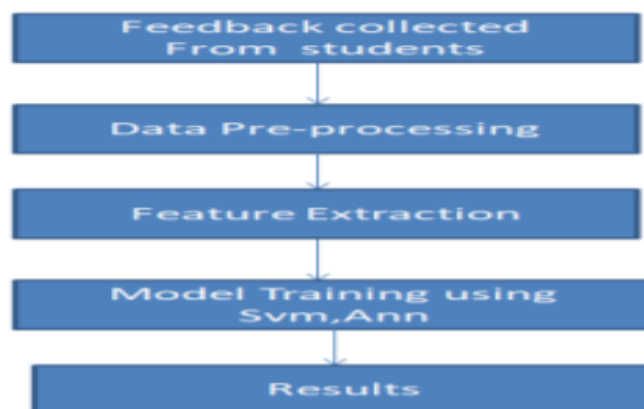 Feedback collected
From students
Data Pre-processing
Feature Extraction
Model Training using
Svm,Ann
Results